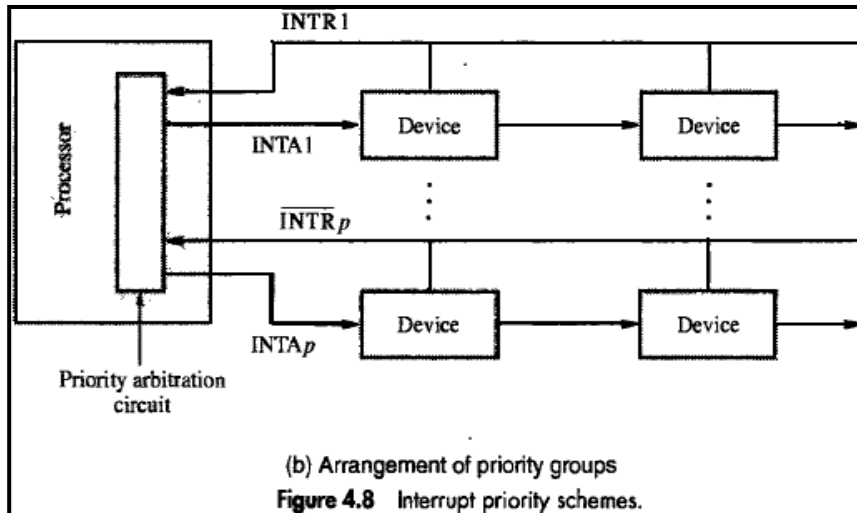 INTR1
Processor
Device
Device
INTA1
INTRp
Device
Device
INTAp
Priority arbitration
circuit
(b) Arrangement of priority groups
Figure 4.8 Interrupt priority schemes.